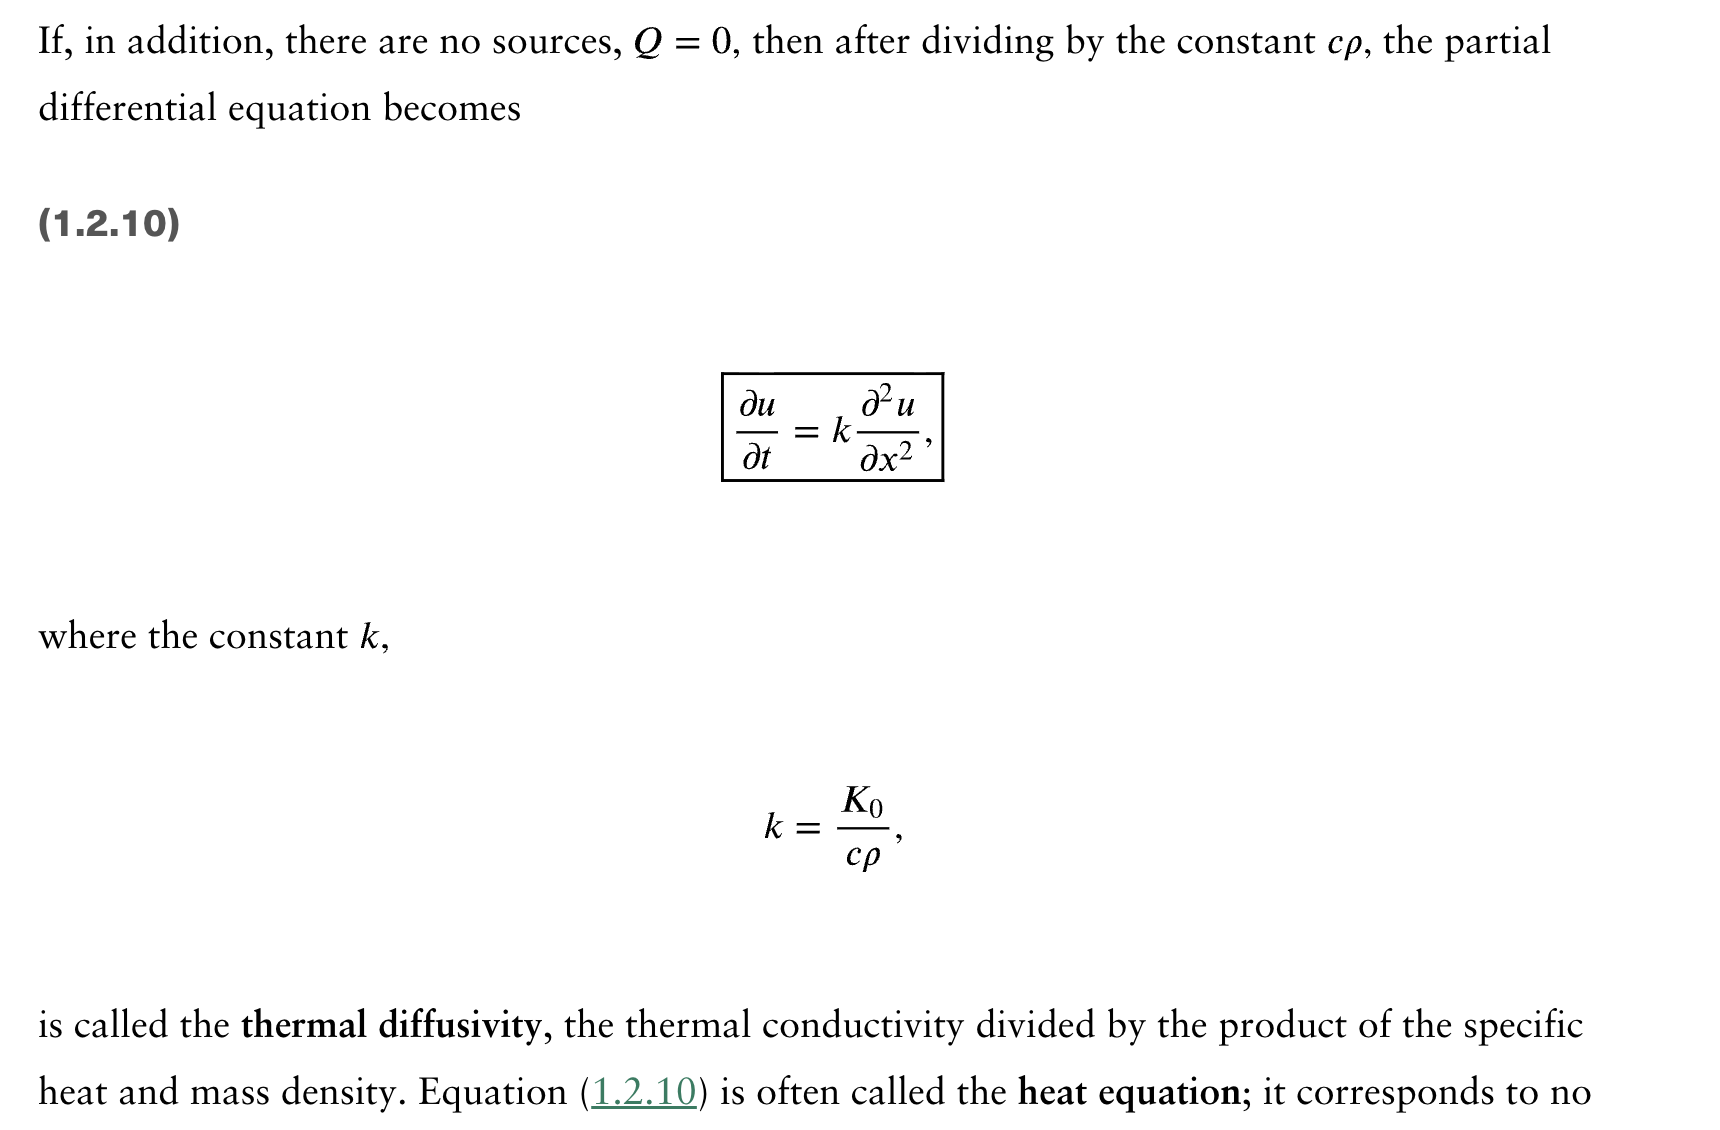 If, in addition, there are no sources, Q = 0, then after dividing by the constant cρ, the partial
differential equation becomes
(1.2.10)
∂u/∂t = k ∂²u/∂x²,
where the constant k,
k = K₀/cρ,
is called the thermal diffusivity, the thermal conductivity divided by the product of the specific
heat and mass density. Equation (1.2.10) is often called the heat equation; it corresponds to no